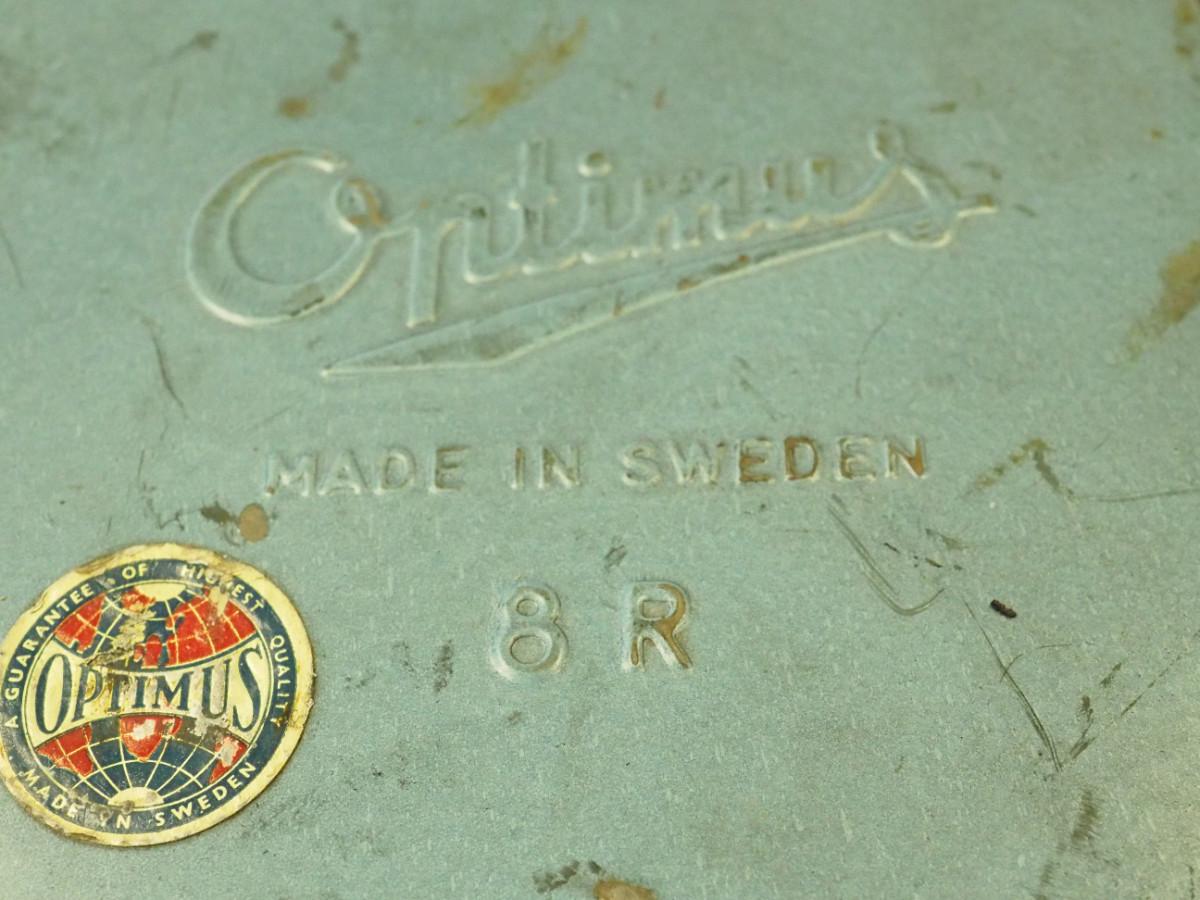 Optimus
MADE IN SWEDEN
8 R
A GUARANTEE OF HIGHEST QUALITY
OPTIMUS
MADE IN SWEDEN